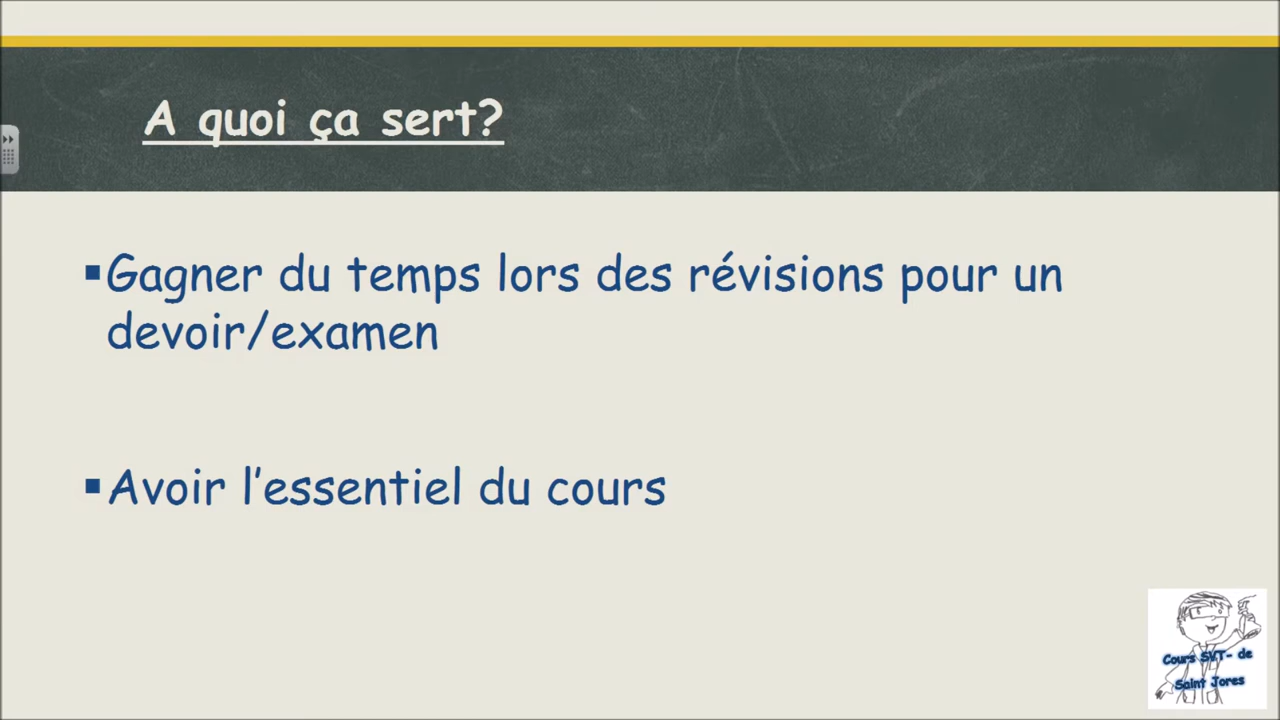 A quoi ça sert?
▪Gagner du temps lors des révisions pour un
devoir/examen
▪Avoir l’essentiel du cours
Cours SVT- de
Saint Jores